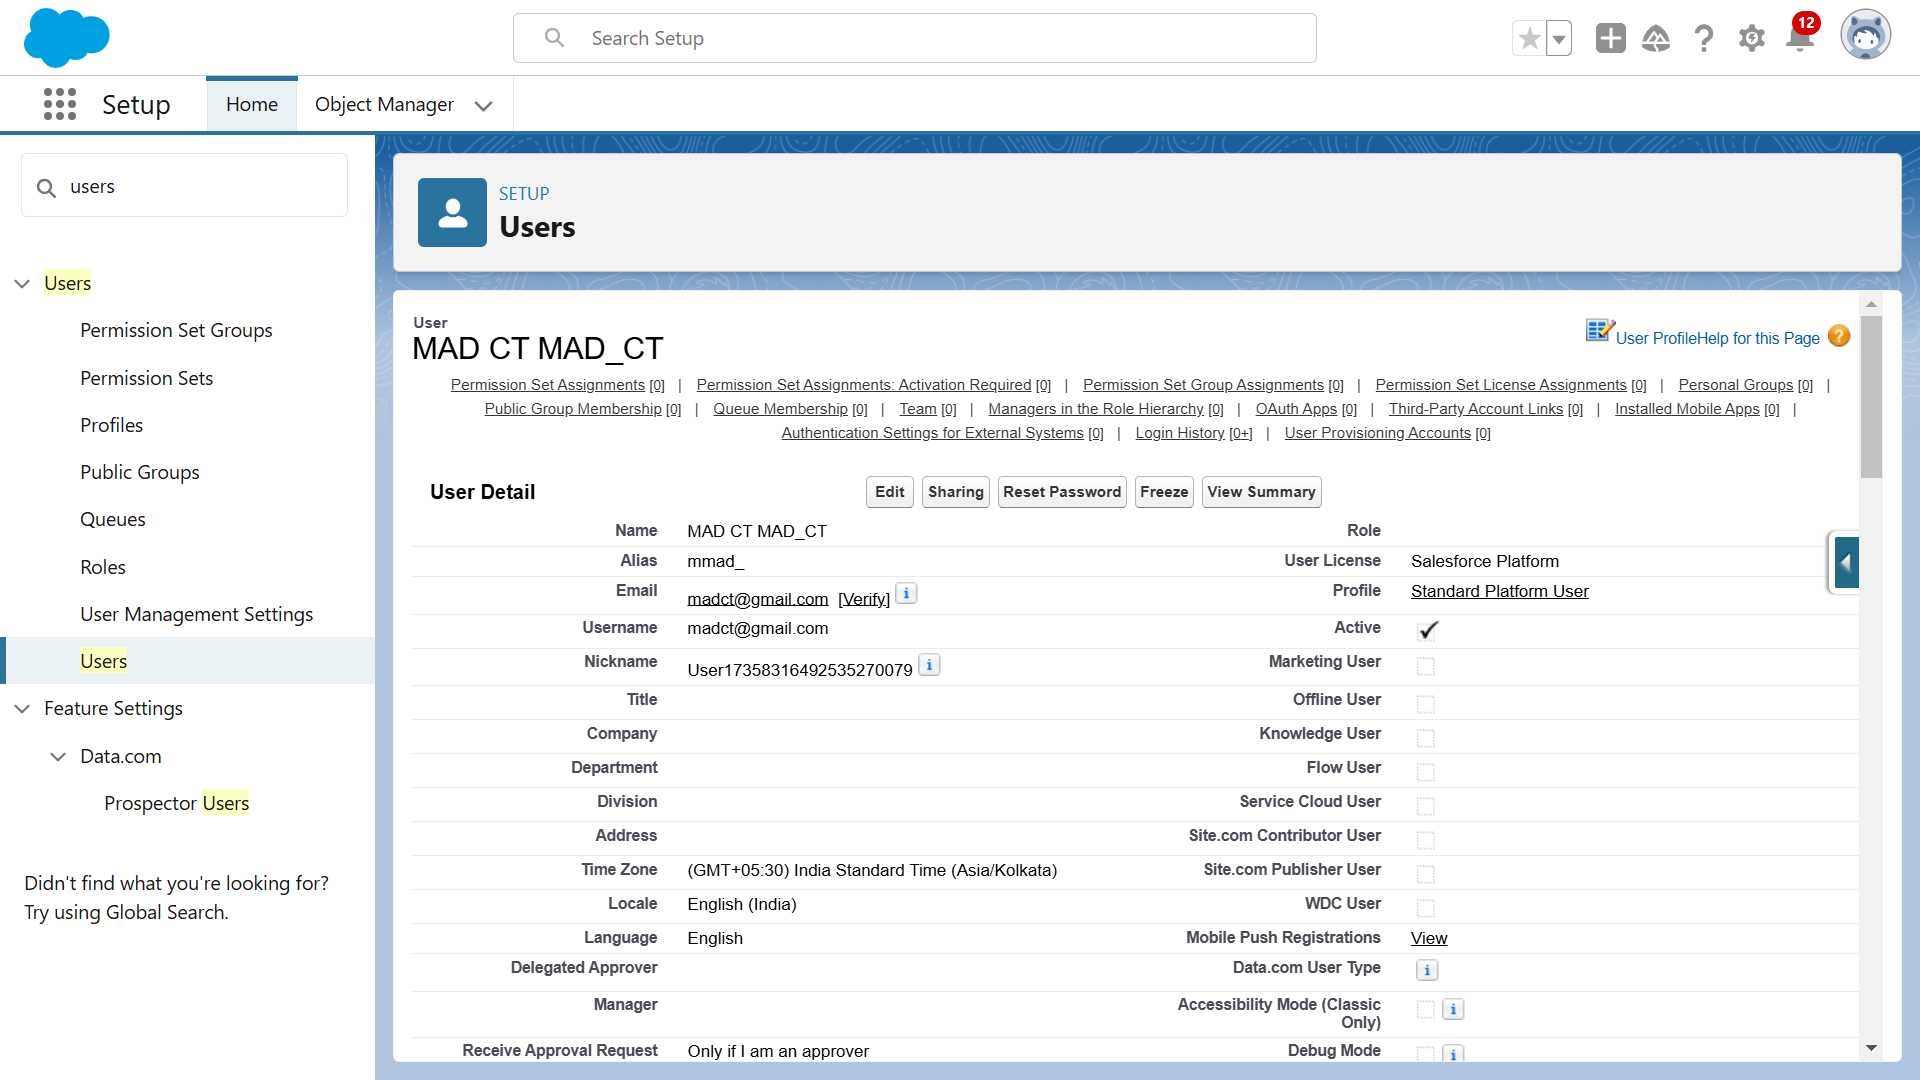 Search Setup
12
Setup
Home
Object Manager
users
Users
Permission Set Groups
Permission Sets
Profiles
Public Groups
Queues
Roles
User Management Settings
Users
Feature Settings
Data.com
Prospector Users
Didn't find what you're looking for?
Try using Global Search.
SETUP
Users
User
MAD CT MAD_CT
User Profile Help for this Page ?
Permission Set Assignments [0] | Permission Set Assignments: Activation Required [0] | Permission Set Group Assignments [0] | Permission Set License Assignments [0] | Personal Groups [0] |
Public Group Membership [0] | Queue Membership [0] | Team [0] | Managers in the Role Hierarchy [0] | OAuth Apps [0] | Third-Party Account Links [0] | Installed Mobile Apps [0] |
Authentication Settings for External Systems [0] | Login History [0+] | User Provisioning Accounts [0]
User Detail
Edit Sharing Reset Password Freeze View Summary
Name MAD CT MAD_CT Role
Alias mmad_ User License Salesforce Platform
Email madct@gmail.com [Verify] i Profile Standard Platform User
Username madct@gmail.com Active
Nickname User17358316492535270079 i Marketing User
Title Offline User
Company Knowledge User
Department Flow User
Division Service Cloud User
Address Site.com Contributor User
Time Zone (GMT+05:30) India Standard Time (Asia/Kolkata) Site.com Publisher User
Locale English (India) WDC User
Language English Mobile Push Registrations View
Delegated Approver Data.com User Type i
Manager Accessibility Mode (Classic
Only) i
Receive Approval Request Only if I am an approver Debug Mode i